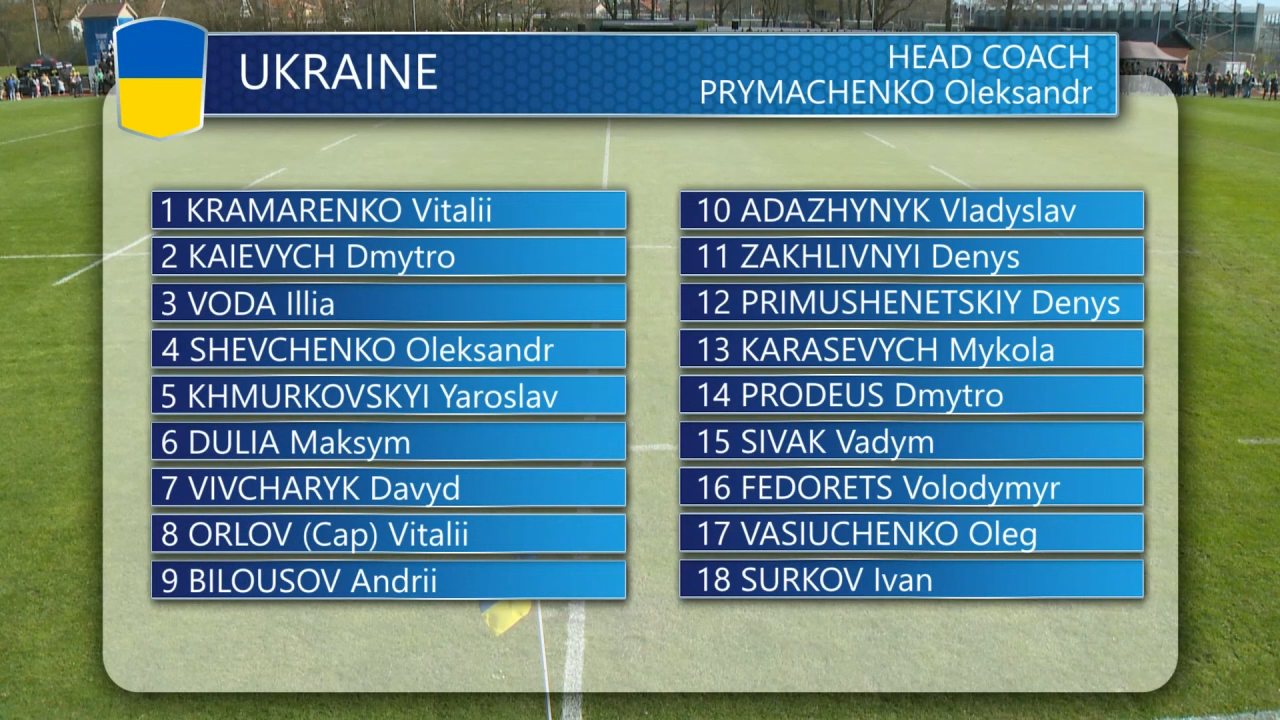 UKRAINE
HEAD COACH
PRYMACHENKO Oleksandr
1 KRAMARENKO Vitalii
2 KAIEVYCH Dmytro
3 VODA Illia
4 SHEVCHENKO Oleksandr
5 KHMURKOVSKYI Yaroslav
6 DULIA Maksym
7 VIVCHARYK Davyd
8 ORLOV (Cap) Vitalii
9 BILOUSOV Andrii
10 ADAZHYNYK Vladyslav
11 ZAKHLIVNYI Denys
12 PRIMUSHENETSKIY Denys
13 KARASEVYCH Mykola
14 PRODEUS Dmytro
15 SIVAK Vadym
16 FEDORETS Volodymyr
17 VASIUCHENKO Oleg
18 SURKOV Ivan